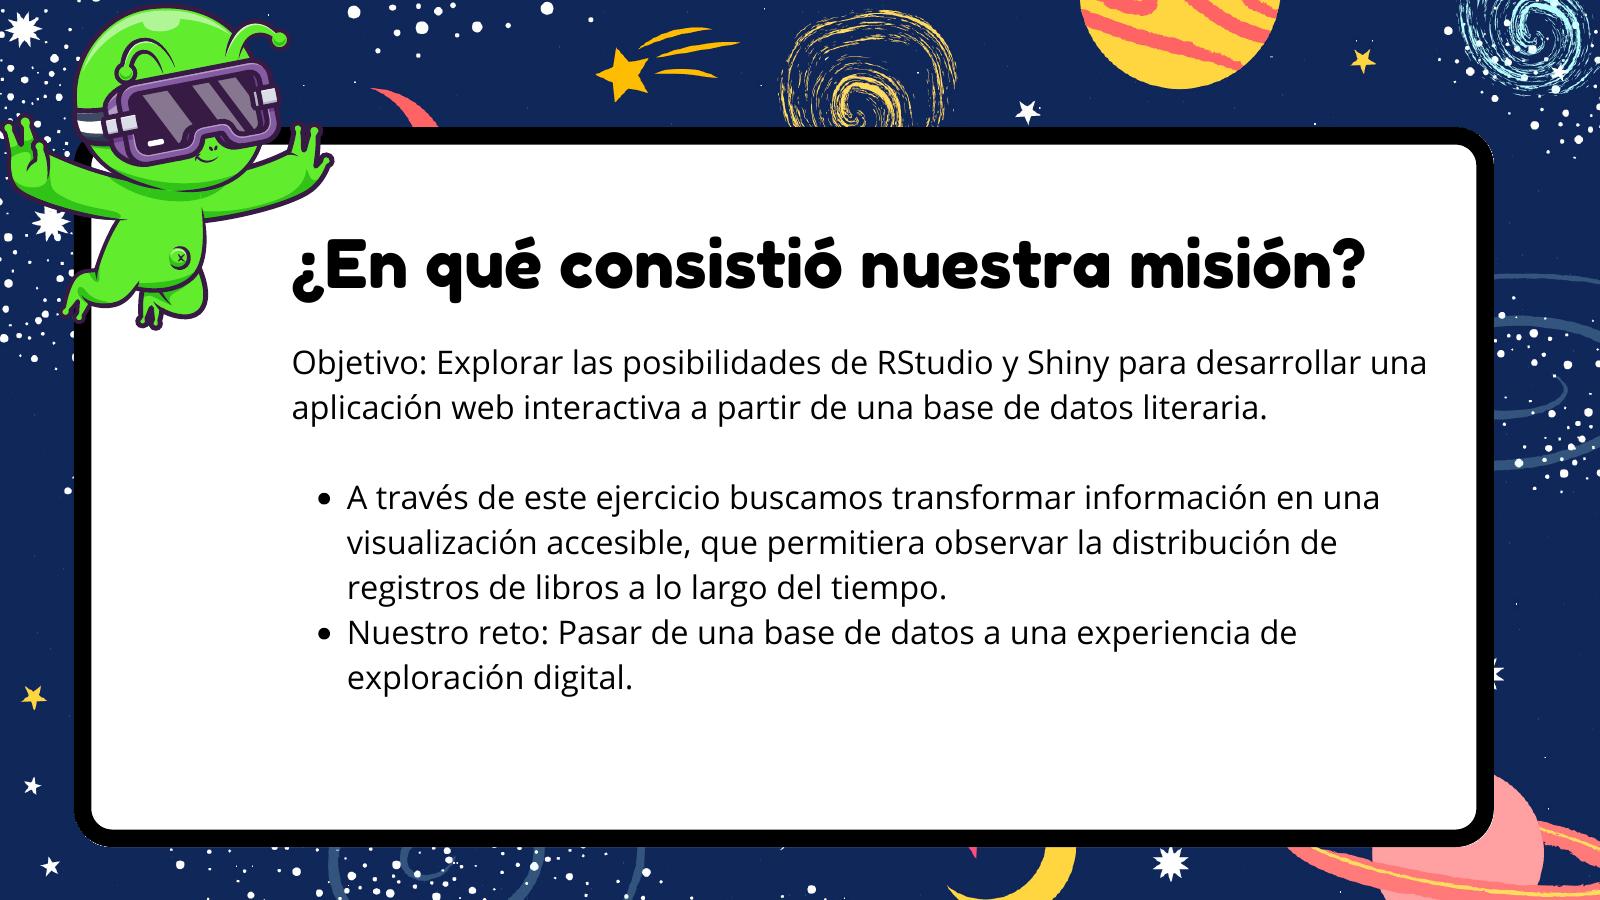 ¿En qué consistió nuestra misión?
Objetivo: Explorar las posibilidades de RStudio y Shiny para desarrollar una
aplicación web interactiva a partir de una base de datos literaria.
• A través de este ejercicio buscamos transformar información en una
visualización accesible, que permitiera observar la distribución de
registros de libros a lo largo del tiempo.
• Nuestro reto: Pasar de una base de datos a una experiencia de
exploración digital.